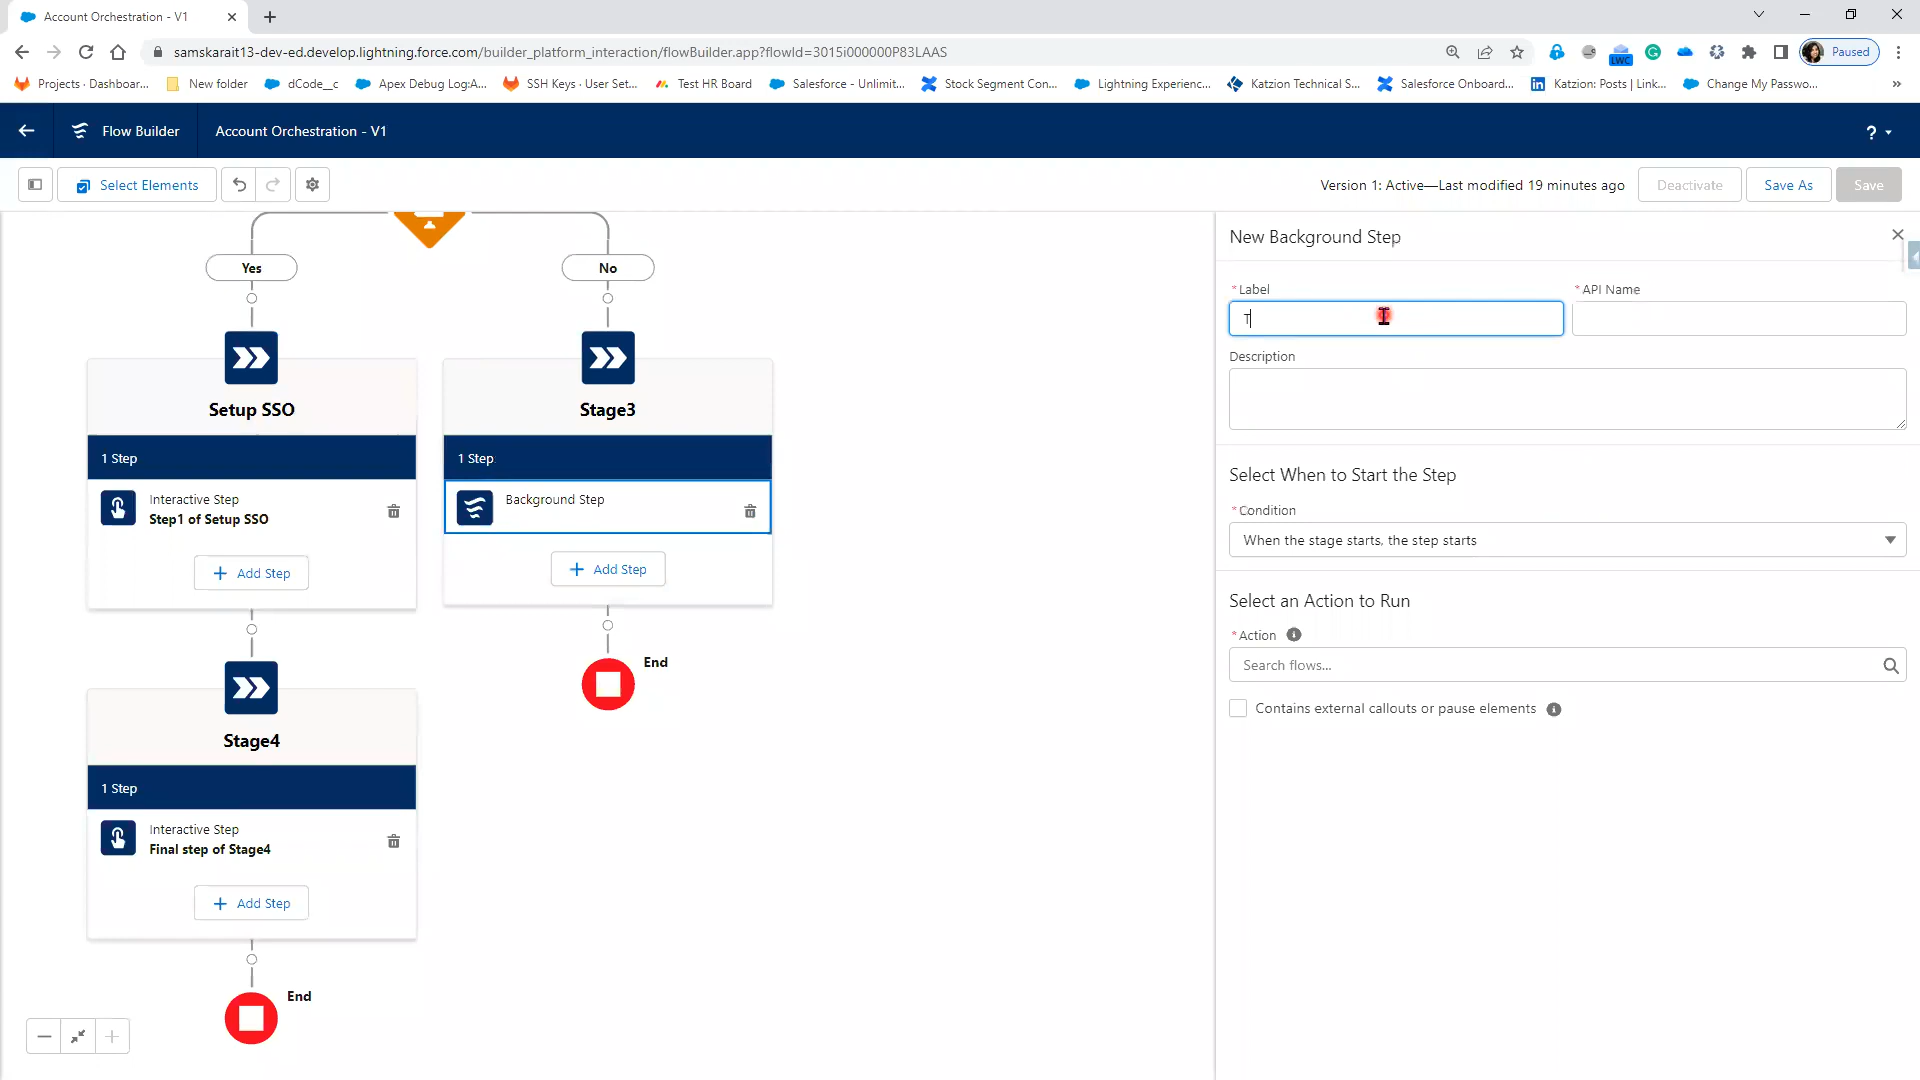 Account Orchestration - V1
samskarait13-dev-ed.develop.lightning.force.com/builder_platform_interaction/flowBuilder.app?flowId=3015i000000P83LAAS
LWC
Paused
Projects · Dashboar...
New folder
dCode__c
Apex Debug Log:A...
SSH Keys · User Set...
Test HR Board
Salesforce - Unlimit...
Stock Segment Con...
Lightning Experienc...
Katzion Technical S...
Salesforce Onboard...
Katzion: Posts | Link...
Change My Passwo...
»
Flow Builder
Account Orchestration - V1
?
Select Elements
Version 1: Active—Last modified 19 minutes ago
Deactivate
Save As
Save
Yes
No
Setup SSO
1 Step
Interactive Step
Step1 of Setup SSO
Add Step
Stage3
1 Step
Background Step
Add Step
End
Stage4
1 Step
Interactive Step
Final step of Stage4
Add Step
End
New Background Step
*Label
*API Name
T
Description
Select When to Start the Step
*Condition
When the stage starts, the step starts
Select an Action to Run
*Action
Search flows...
Contains external callouts or pause elements